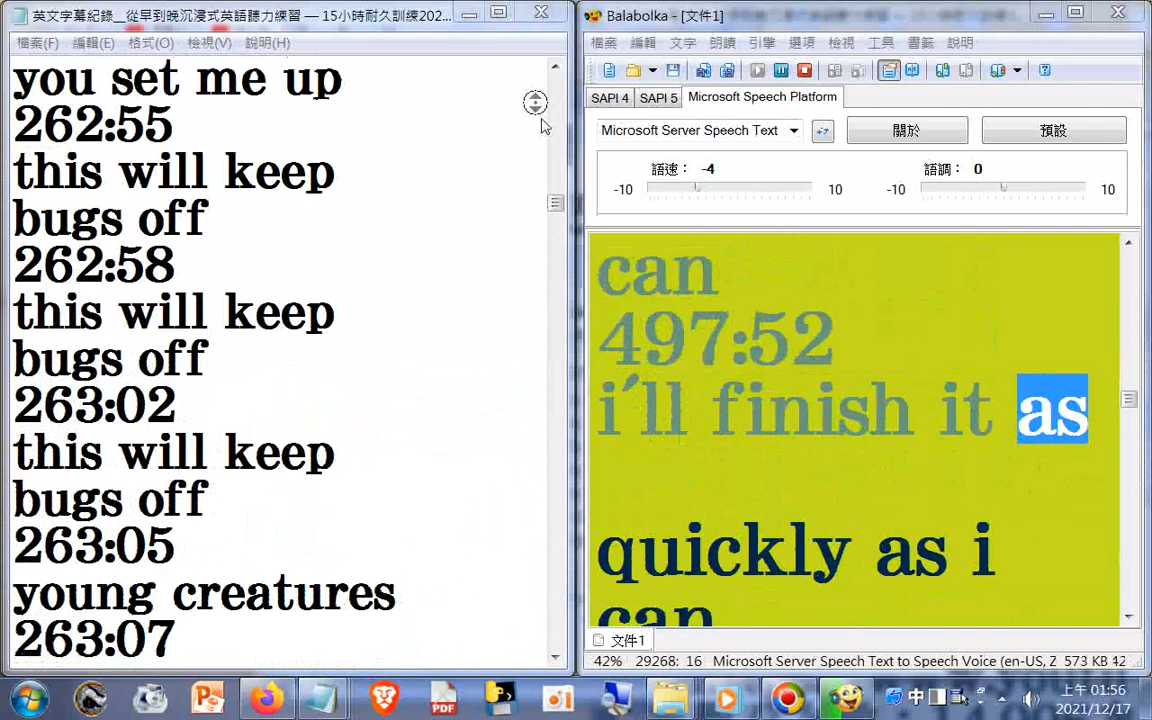 英文字幕紀錄__從早到晚沉浸式英語聽力練習 — 15小時耐久訓練202...
檔案(F) 編輯(E) 格式(O) 檢視(V) 說明(H)
you set me up
262:55
this will keep
bugs off
262:58
this will keep
bugs off
263:02
this will keep
bugs off
263:05
young creatures
263:07
Balabolka - [文件1]
檔案 編輯 文字 朗讀 引擎 選項 檢視 工具 書籤 說明
SAPI 4 SAPI 5 Microsoft Speech Platform
Microsoft Server Speech Text 關於 預設
語速： -4 語調： 0
-10 10 -10 10
can
497:52
i´ll finish it as
quickly as i
can
文件1
42% 29268: 16 Microsoft Server Speech Text to Speech Voice (en-US, Z 573 KB 42
PDF 中 上午 01:56
2021/12/17